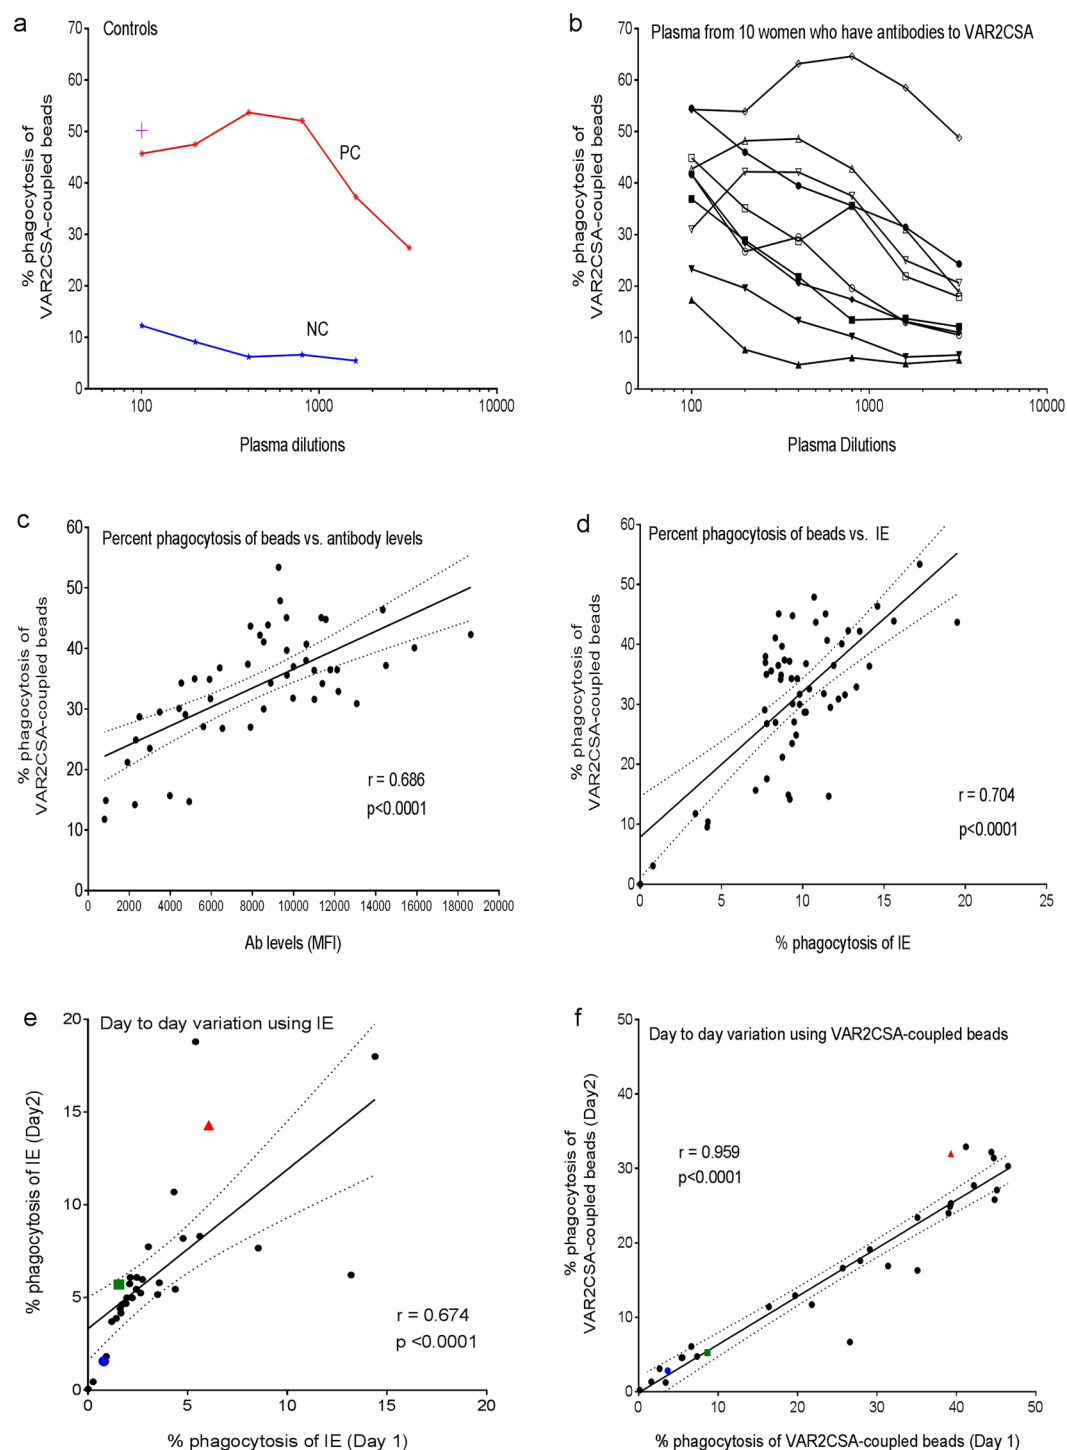 a
Controls
% phagocytosis of
VAR2CSA-coupled beads
70
60
50
40
30
20
10
0
PC
NC
100
1000
10000
Plasma dilutions
b
Plasma from 10 women who have antibodies to VAR2CSA
% phagocytosis of
VAR2CSA-coupled beads
70
60
50
40
30
20
10
0
100
1000
10000
Plasma Dilutions
c
Percent phagocytosis of beads vs. antibody levels
% phagocytosis of
VAR2CSA-coupled beads
60
50
40
30
20
10
0
r = 0.686
p<0.0001
0 2000 4000 6000 8000 10000 12000 14000 16000 18000 20000
Ab levels (MFI)
d
Percent phagocytosis of beads vs. IE
% phagocytosis of
VAR2CSA-coupled beads
60
50
40
30
20
10
0
r = 0.704
p<0.0001
0 5 10 15 20 25
% phagocytosis of IE
e
Day to day variation using IE
% phagocytosis of IE (Day2)
20
15
10
5
0
r = 0.674
p <0.0001
0 5 10 15 20
% phagocytosis of IE (Day 1)
f
Day to day variation using VAR2CSA-coupled beads
% phagocytosis of
VAR2CSA-coupled beads (Day2)
50
40
30
20
10
0
r = 0.959
p<0.0001
0 10 20 30 40 50
% phagocytosis of VAR2CSA-coupled beads (Day 1)